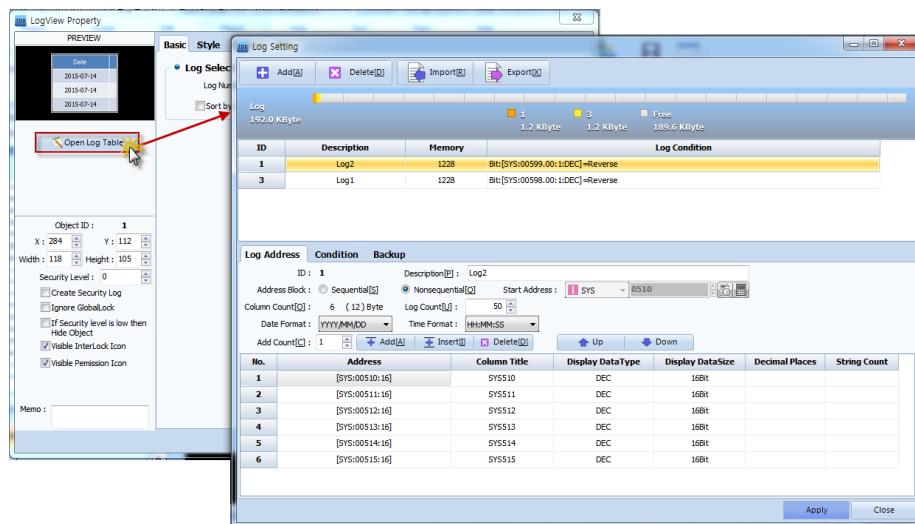 LogView Property
PREVIEW
Date
2015-07-14
2015-07-14
2015-07-14
Open Log Table
Basic Style
Log Selec
Log Nur
Sort by
Object ID : 1
X : 284 Y : 112
Width : 118 Height : 105
Security Level : 0
Create Security Log
Ignore GlobalLock
If Security level is low then
Hide Object
Visible InterLock Icon
Visible Pemission Icon
Memo :
Log Setting
Add[A] Delete[D] Import[R] Export[X]
Log
192.0 KByte
1 3 Free
1.2 KByte 1.2 KByte 189.6 KByte
ID Description Memory Log Condition
1 Log2 1228 Bit:[SYS:00599.00:1:DEC]=Reverse
3 Log1 1228 Bit:[SYS:00598.00:1:DEC]=Reverse
Log Address Condition Backup
ID : 1 Description[P] : Log2
Address Block : Sequential[S] Nonsequential[Q] Start Address : SYS 0510
Column Count[O] : 6 ( 12 ) Byte Log Count[U] : 50
Date Format : YYYY/MM/DD Time Format : HH:MM:SS
Add Count[C] : 1 Add[A] Insert[I] Delete[D] Up Down
No. Address Column Title Display DataType Display DataSize Decimal Places String Count
1 [SYS:00510:16] SYS510 DEC 16Bit
2 [SYS:00511:16] SYS511 DEC 16Bit
3 [SYS:00512:16] SYS512 DEC 16Bit
4 [SYS:00513:16] SYS513 DEC 16Bit
5 [SYS:00514:16] SYS514 DEC 16Bit
6 [SYS:00515:16] SYS515 DEC 16Bit
Apply Close